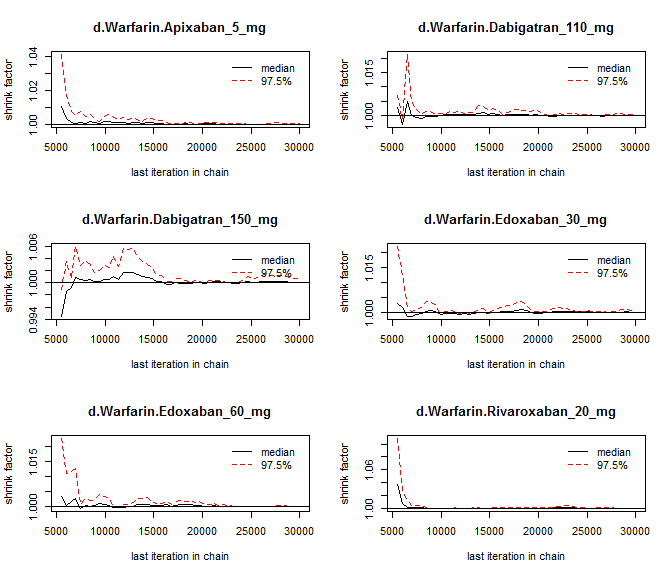 d.Warfarin.Apixaban_5_mg
shrink factor
1.00 1.02 1.04
median
97.5%
5000 10000 15000 20000 25000 30000
last iteration in chain
d.Warfarin.Dabigatran_110_mg
shrink factor
1.000 1.015
median
97.5%
5000 10000 15000 20000 25000 30000
last iteration in chain
d.Warfarin.Dabigatran_150_mg
shrink factor
0.994 1.000 1.006
median
97.5%
5000 10000 15000 20000 25000 30000
last iteration in chain
d.Warfarin.Edoxaban_30_mg
shrink factor
1.000 1.015
median
97.5%
5000 10000 15000 20000 25000 30000
last iteration in chain
d.Warfarin.Edoxaban_60_mg
shrink factor
1.000 1.015
median
97.5%
5000 10000 15000 20000 25000 30000
last iteration in chain
d.Warfarin.Rivaroxaban_20_mg
shrink factor
1.00 1.06
median
97.5%
5000 10000 15000 20000 25000 30000
last iteration in chain